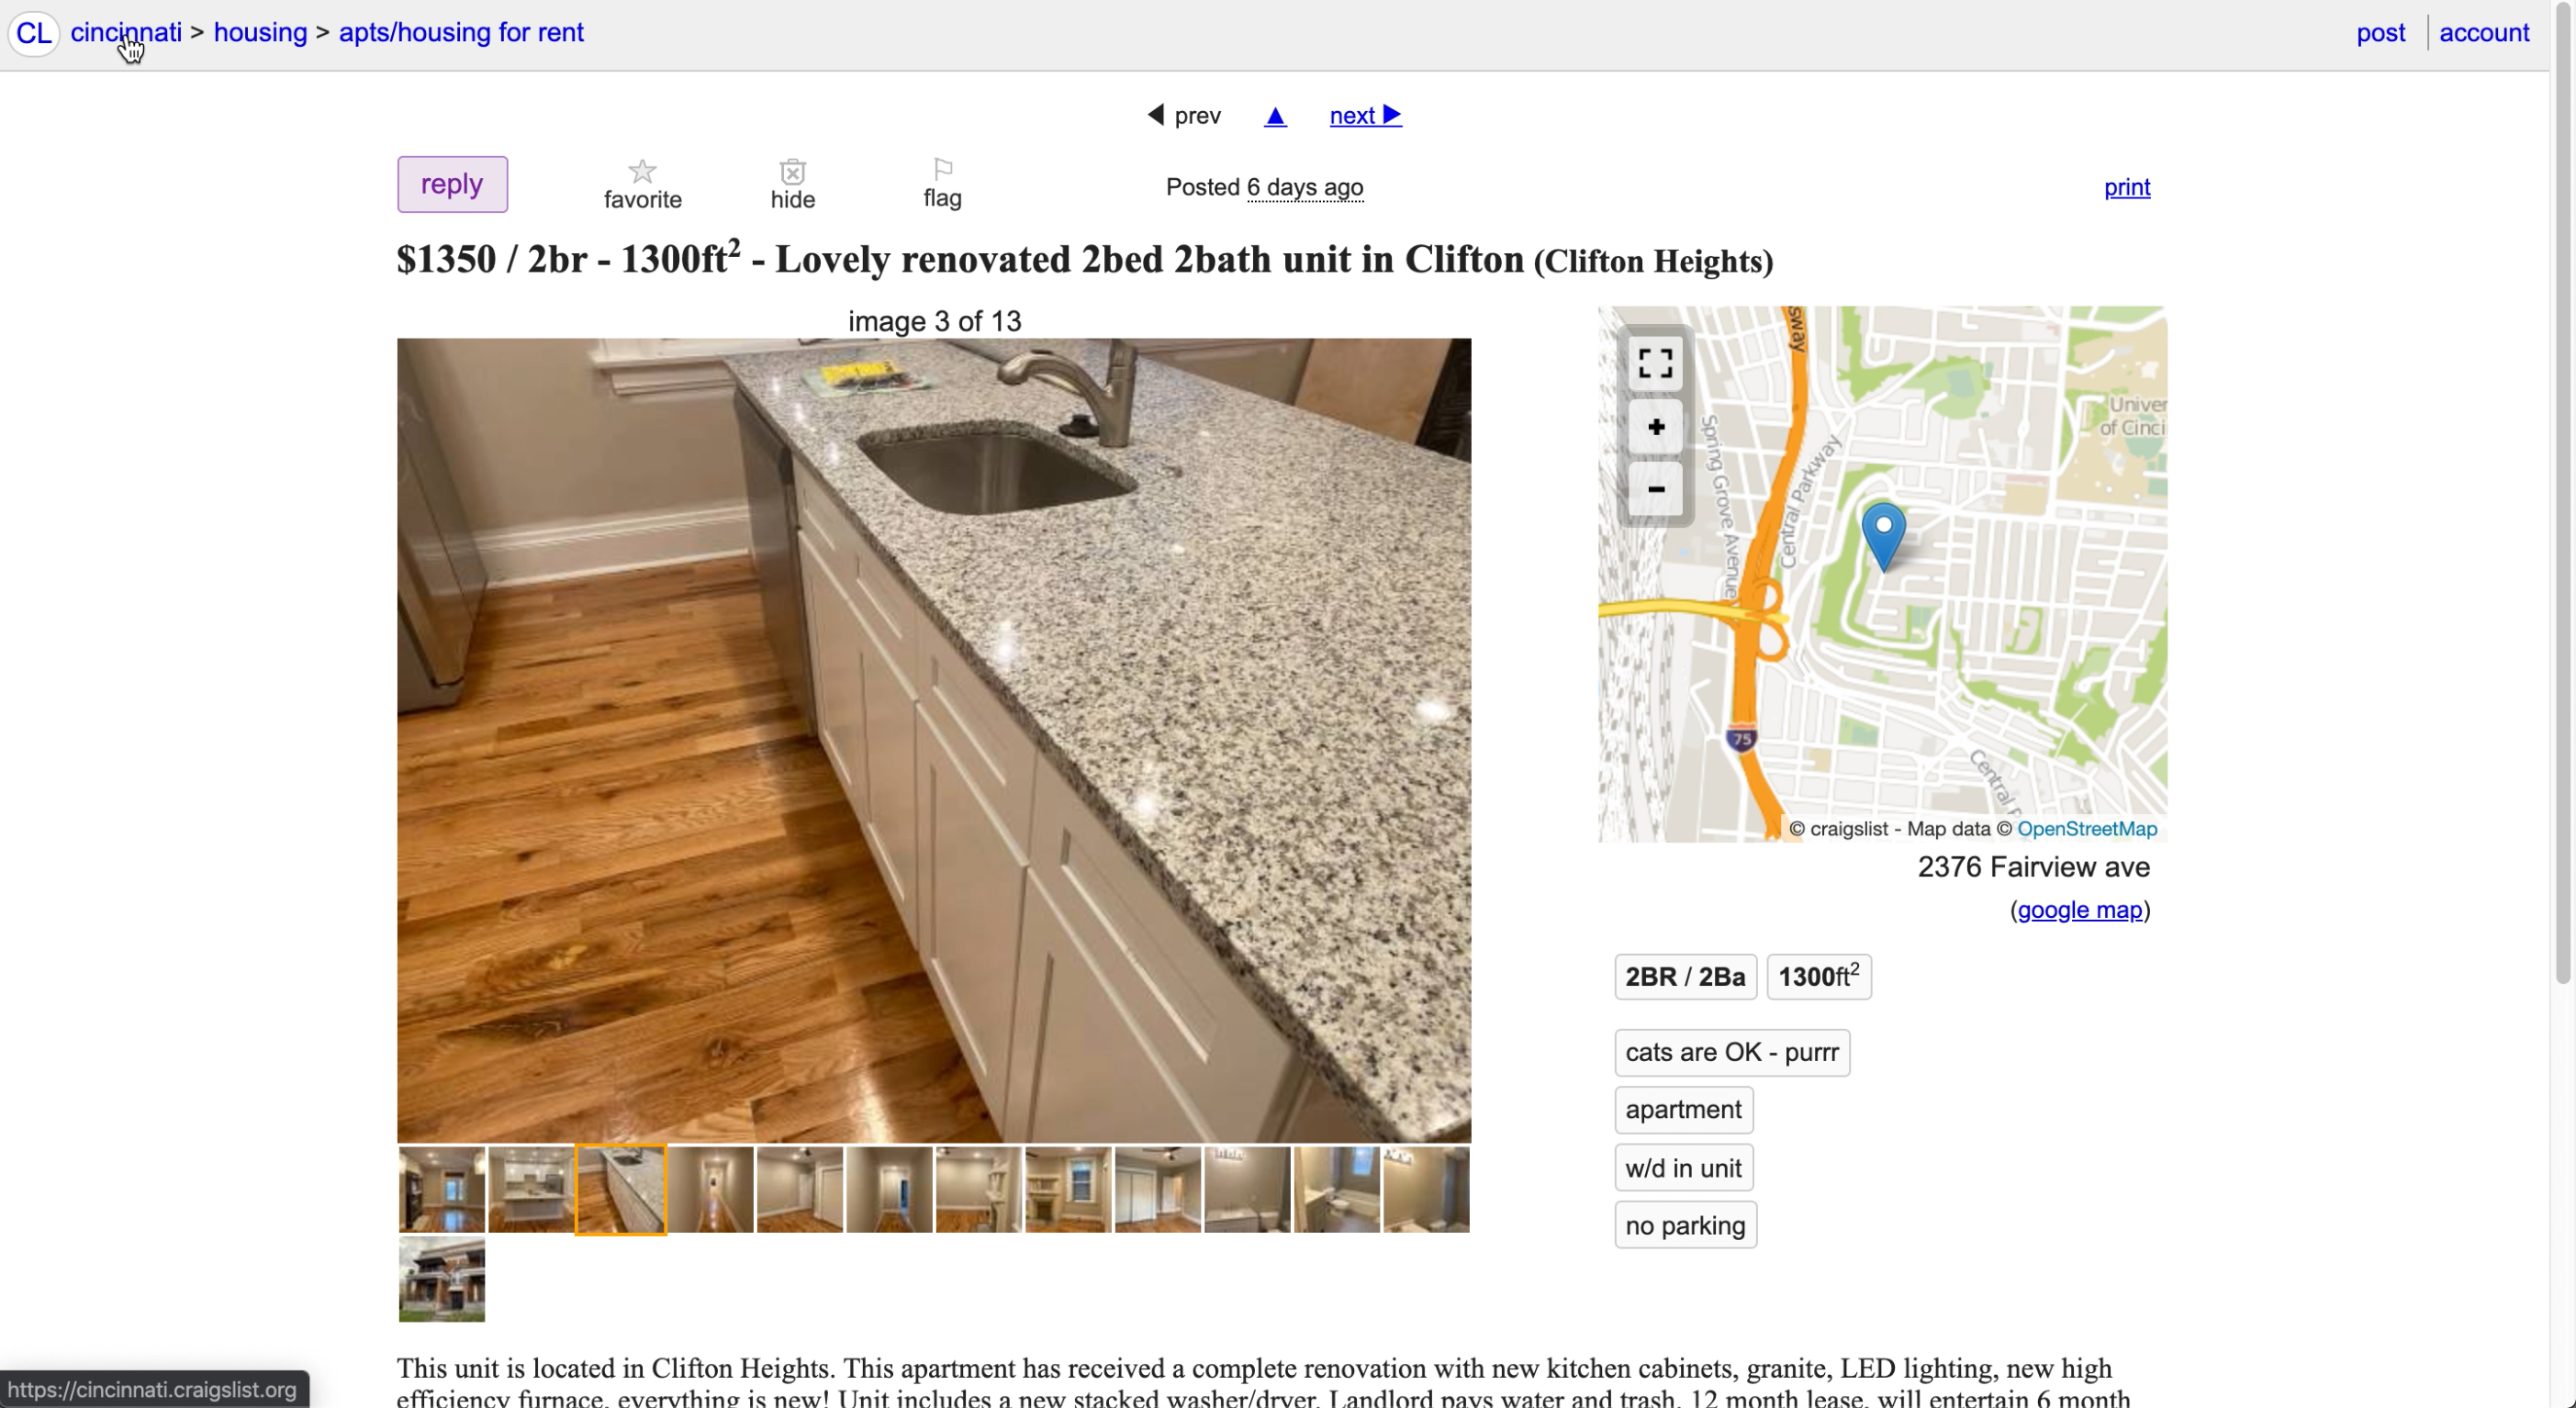 CL cincinnati > housing > apts/housing for rent post account
◀ prev ▲ next ▶
reply favorite hide flag Posted 6 days ago print
$1350 / 2br - 1300ft2 - Lovely renovated 2bed 2bath unit in Clifton (Clifton Heights)
image 3 of 13
sway
Univer
of Cinci
+
Spring Grove Avenue
Central Parkway
−
75
Central P
© craigslist - Map data © OpenStreetMap
2376 Fairview ave
(google map)
2BR / 2Ba 1300ft2
cats are OK - purrr
apartment
w/d in unit
no parking
This unit is located in Clifton Heights. This apartment has received a complete renovation with new kitchen cabinets, granite, LED lighting, new high
efficiency furnace, everything is new! Unit includes a new stacked washer/dryer. Landlord pays water and trash. 12 month lease, will entertain 6 month
https://cincinnati.craigslist.org